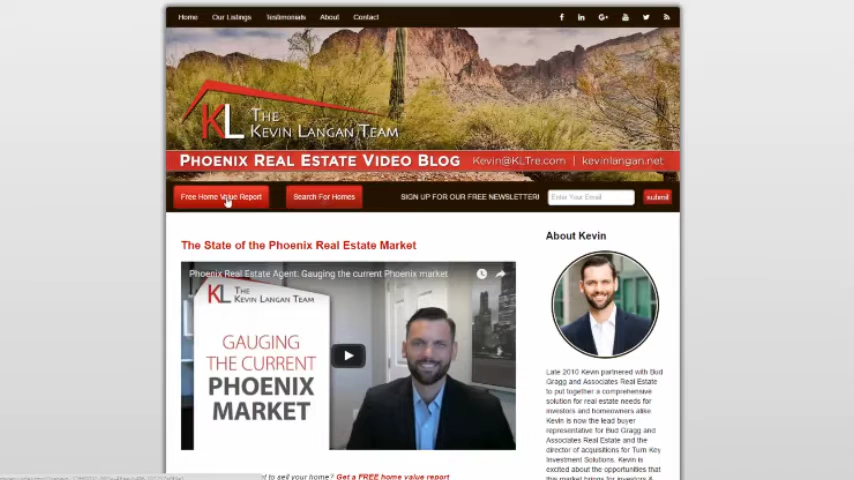 Home Our Listings Testimonials About Contact
KL THE
KEVIN LANGAN TEAM
PHOENIX REAL ESTATE VIDEO BLOG Kevin@KLTre.com | kevinlangan.net
Free Home Value Report Search For Homes SIGN UP FOR OUR FREE NEWSLETTER! Enter Your Email submit
The State of the Phoenix Real Estate Market
Phoenix Real Estate Agent: Gauging the current Phoenix market
KL THE
KEVIN LANGAN TEAM
GAUGING
THE CURRENT
PHOENIX
MARKET
to sell your home? Get a FREE home value report
About Kevin
Late 2010 Kevin partnered with Bud
Gragg and Associates Real Estate
to put together a comprehensive
solution for real estate needs for
investors and homeowners alike.
Kevin is now the lead buyer
representative for Bud Gragg and
Associates Real Estate and the
director of acquisitions for Turn Key
Investment Solutions. Kevin is
excited about the opportunities that
this market brings for investors &